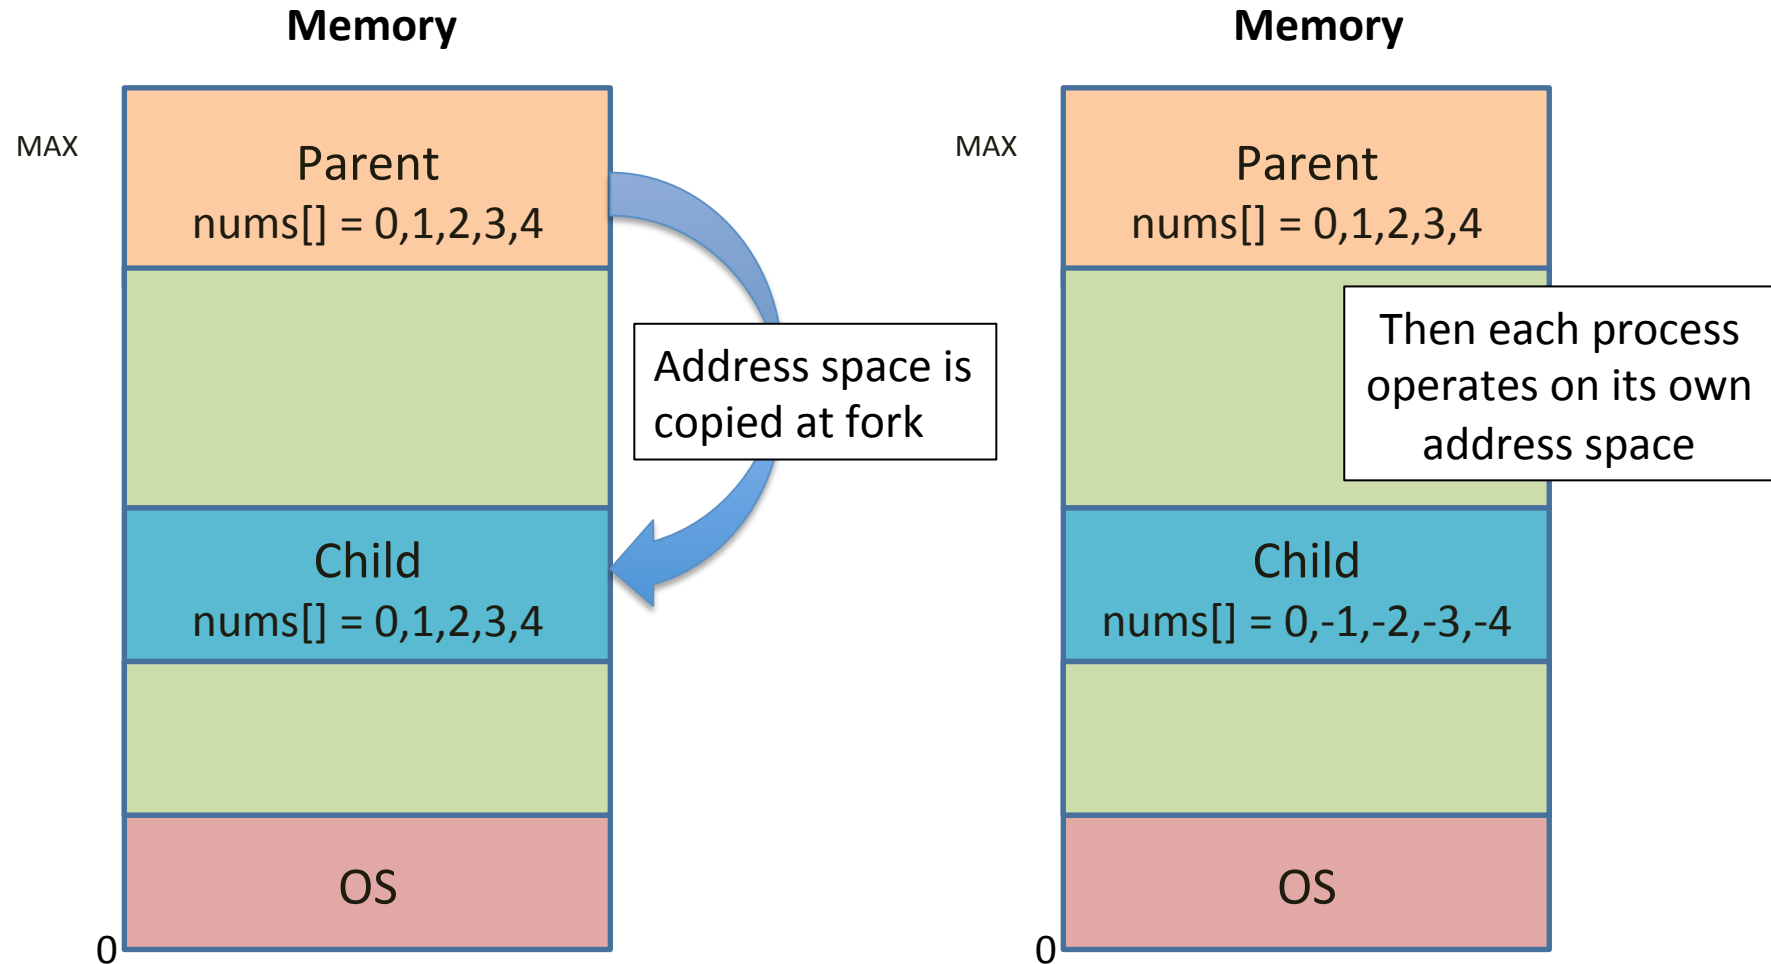 Memory
MAX
Parent
nums[] = 0,1,2,3,4
Address space is
copied at fork
Child
nums[] = 0,1,2,3,4
OS
0
Memory
MAX
Parent
nums[] = 0,1,2,3,4
Then each process
operates on its own
address space
Child
nums[] = 0,-1,-2,-3,-4
OS
0